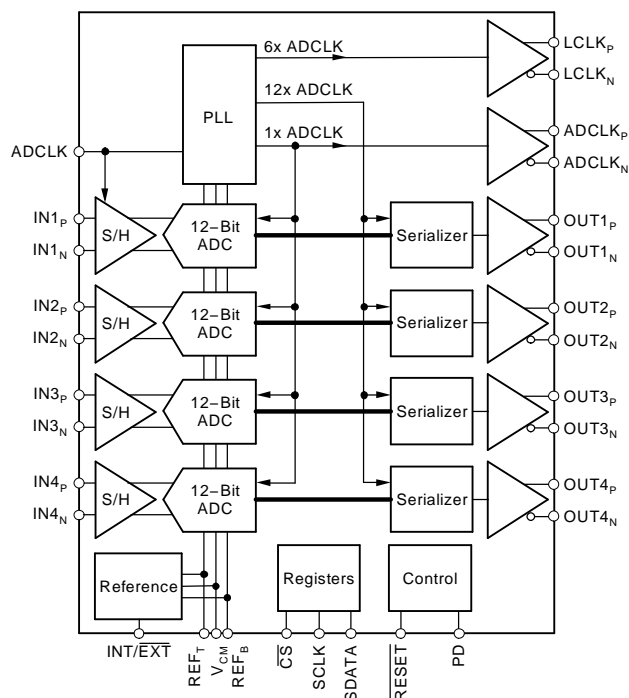 6x ADCLK
LCLKP
12x ADCLK
LCLKN
PLL
1x ADCLK
ADCLKP
ADCLK
ADCLKN
IN1P
S/H
12-Bit
ADC
Serializer
OUT1P
IN1N
OUT1N
IN2P
S/H
12-Bit
ADC
Serializer
OUT2P
IN2N
OUT2N
IN3P
S/H
12-Bit
ADC
Serializer
OUT3P
IN3N
OUT3N
IN4P
S/H
12-Bit
ADC
Serializer
OUT4P
IN4N
OUT4N
Reference
Registers
Control
INT/EXT
REFT
VCM
REFB
CS
SCLK
SDATA
RESET
PD